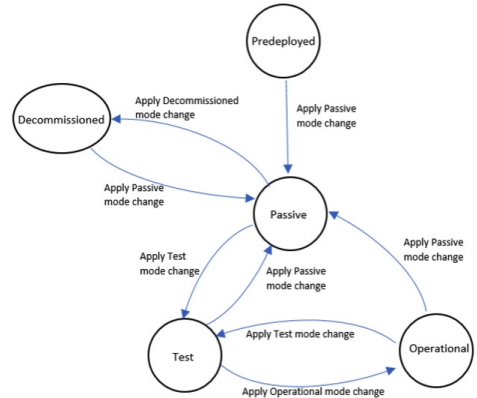 Predeployed
Apply Decommissioned
mode change
Apply Passive
mode change
Decommissioned
Apply Passive
mode change
Passive
Apply Test
mode change
Apply Passive
mode change
Apply Passive
mode change
Apply Test mode change
Test
Operational
Apply Operational mode change